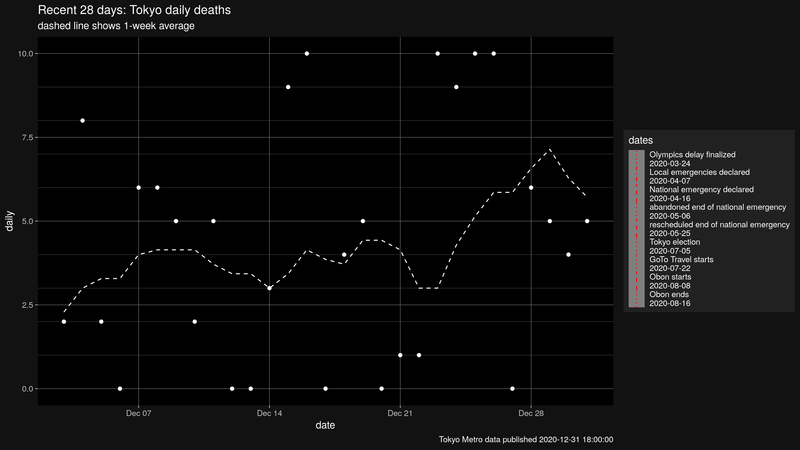 Recent 28 days: Tokyo daily deaths
dashed line shows 1-week average
10.0
7.5
5.0
2.5
0.0
daily
Dec 07
Dec 14
Dec 21
Dec 28
date
dates
Olympics delay finalized
2020-03-24
Local emergencies declared
2020-04-07
National emergency declared
2020-04-16
abandoned end of national emergency
2020-05-06
rescheduled end of national emergency
2020-05-25
Tokyo election
2020-07-05
GoTo Travel starts
2020-07-22
Obon starts
2020-08-08
Obon ends
2020-08-16
Tokyo Metro data published 2020-12-31 18:00:00